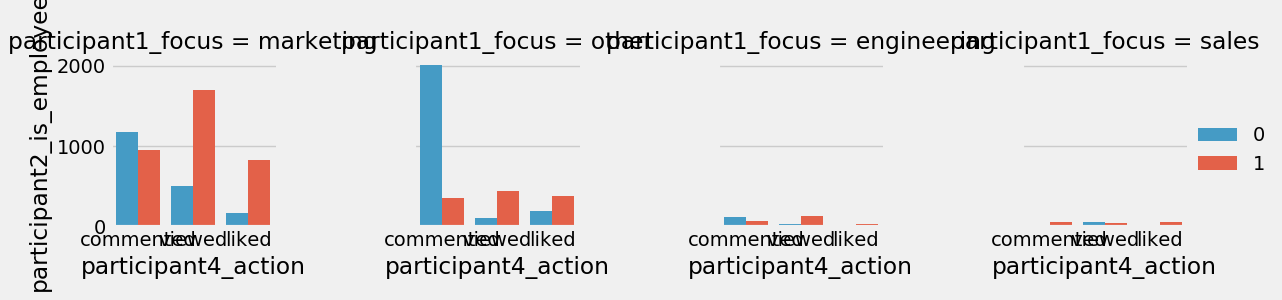 participant1_focus = marketing
participant1_focus = other
participant1_focus = engineering
participant1_focus = sales
participant2_is_employee
2000
1000
0
commented viewed liked
commented viewed liked
commented viewed liked
commented viewed liked
participant4_action
participant4_action
participant4_action
participant4_action
0
1